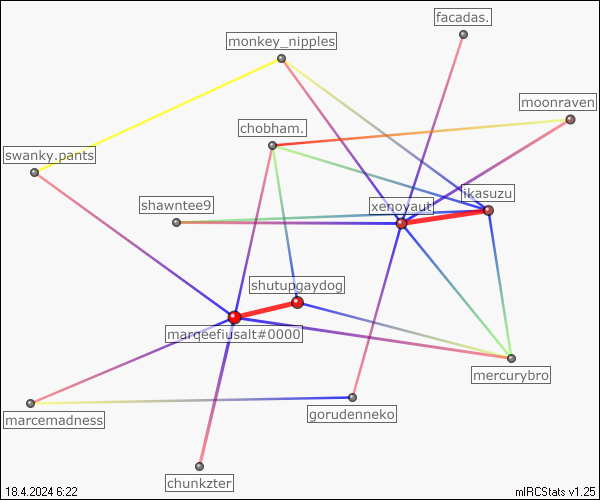 facadas.
monkey_nipples
moonraven
chobham.
swanky.pants
ikasuzu
xenoyaut
shawntee9
shutupgaydog
marqeefiusalt#0000
mercurybro
gorudenneko
marcemadness
chunkzter
18.4.2024 6:22
mIRCStats v1.25